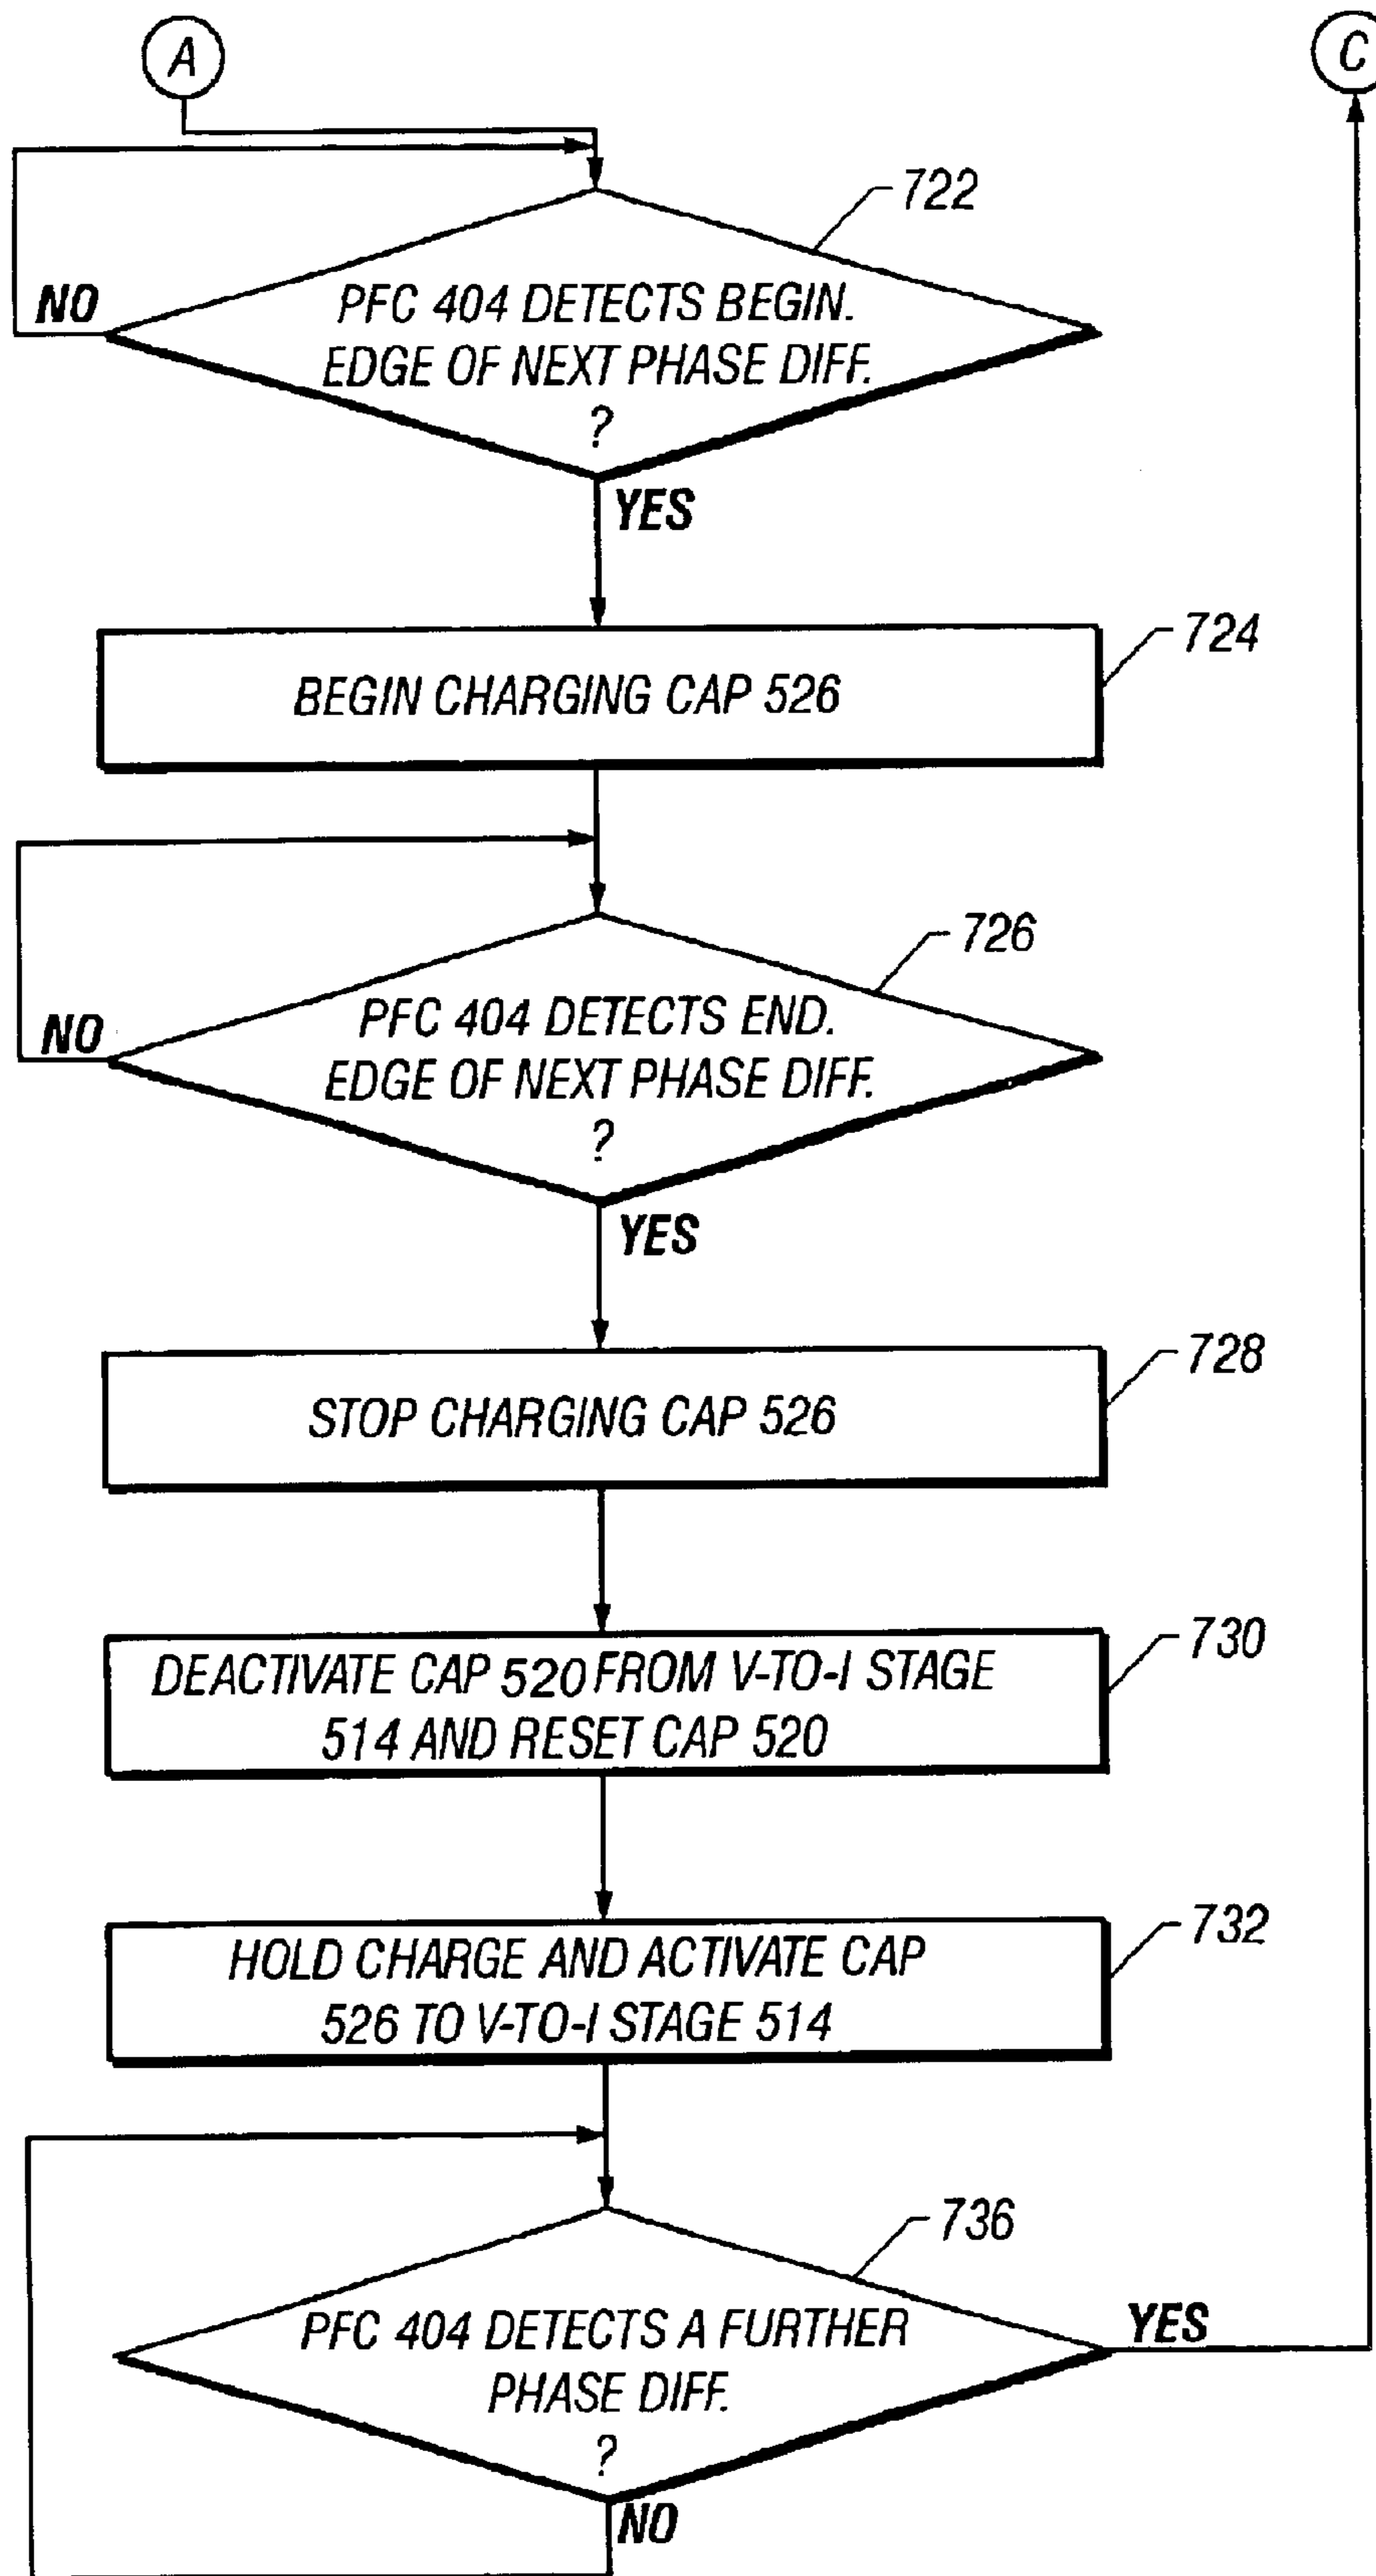 A
C
722
PFC 404 DETECTS BEGIN.
EDGE OF NEXT PHASE DIFF.
?
NO
YES
724
BEGIN CHARGING CAP 526
726
PFC 404 DETECTS END.
EDGE OF NEXT PHASE DIFF.
?
NO
YES
728
STOP CHARGING CAP 526
730
DEACTIVATE CAP 520 FROM V-TO-I STAGE
514 AND RESET CAP 520
732
HOLD CHARGE AND ACTIVATE CAP
526 TO V-TO-I STAGE 514
736
PFC 404 DETECTS A FURTHER
PHASE DIFF.
?
YES
NO